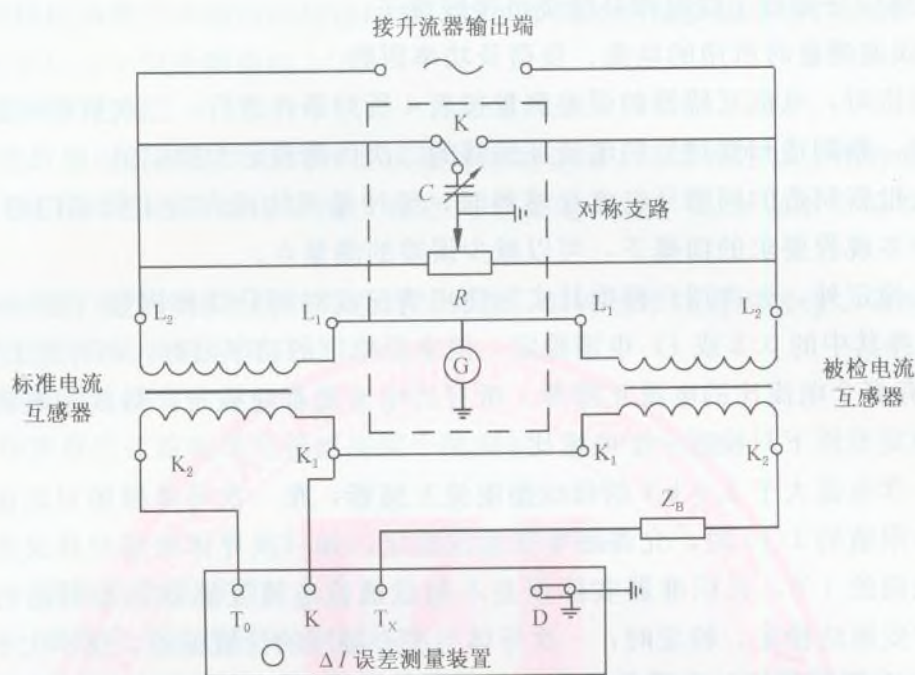 接升流器输出端
K
C
对称支路
R
L₂
L₁
L₁
L₂
G
标准电流
互感器
被检电流
互感器
K₂
K₁
K₁
K₂
Z_B
T₀
K
T_X
D
ΔI 误差测量装置